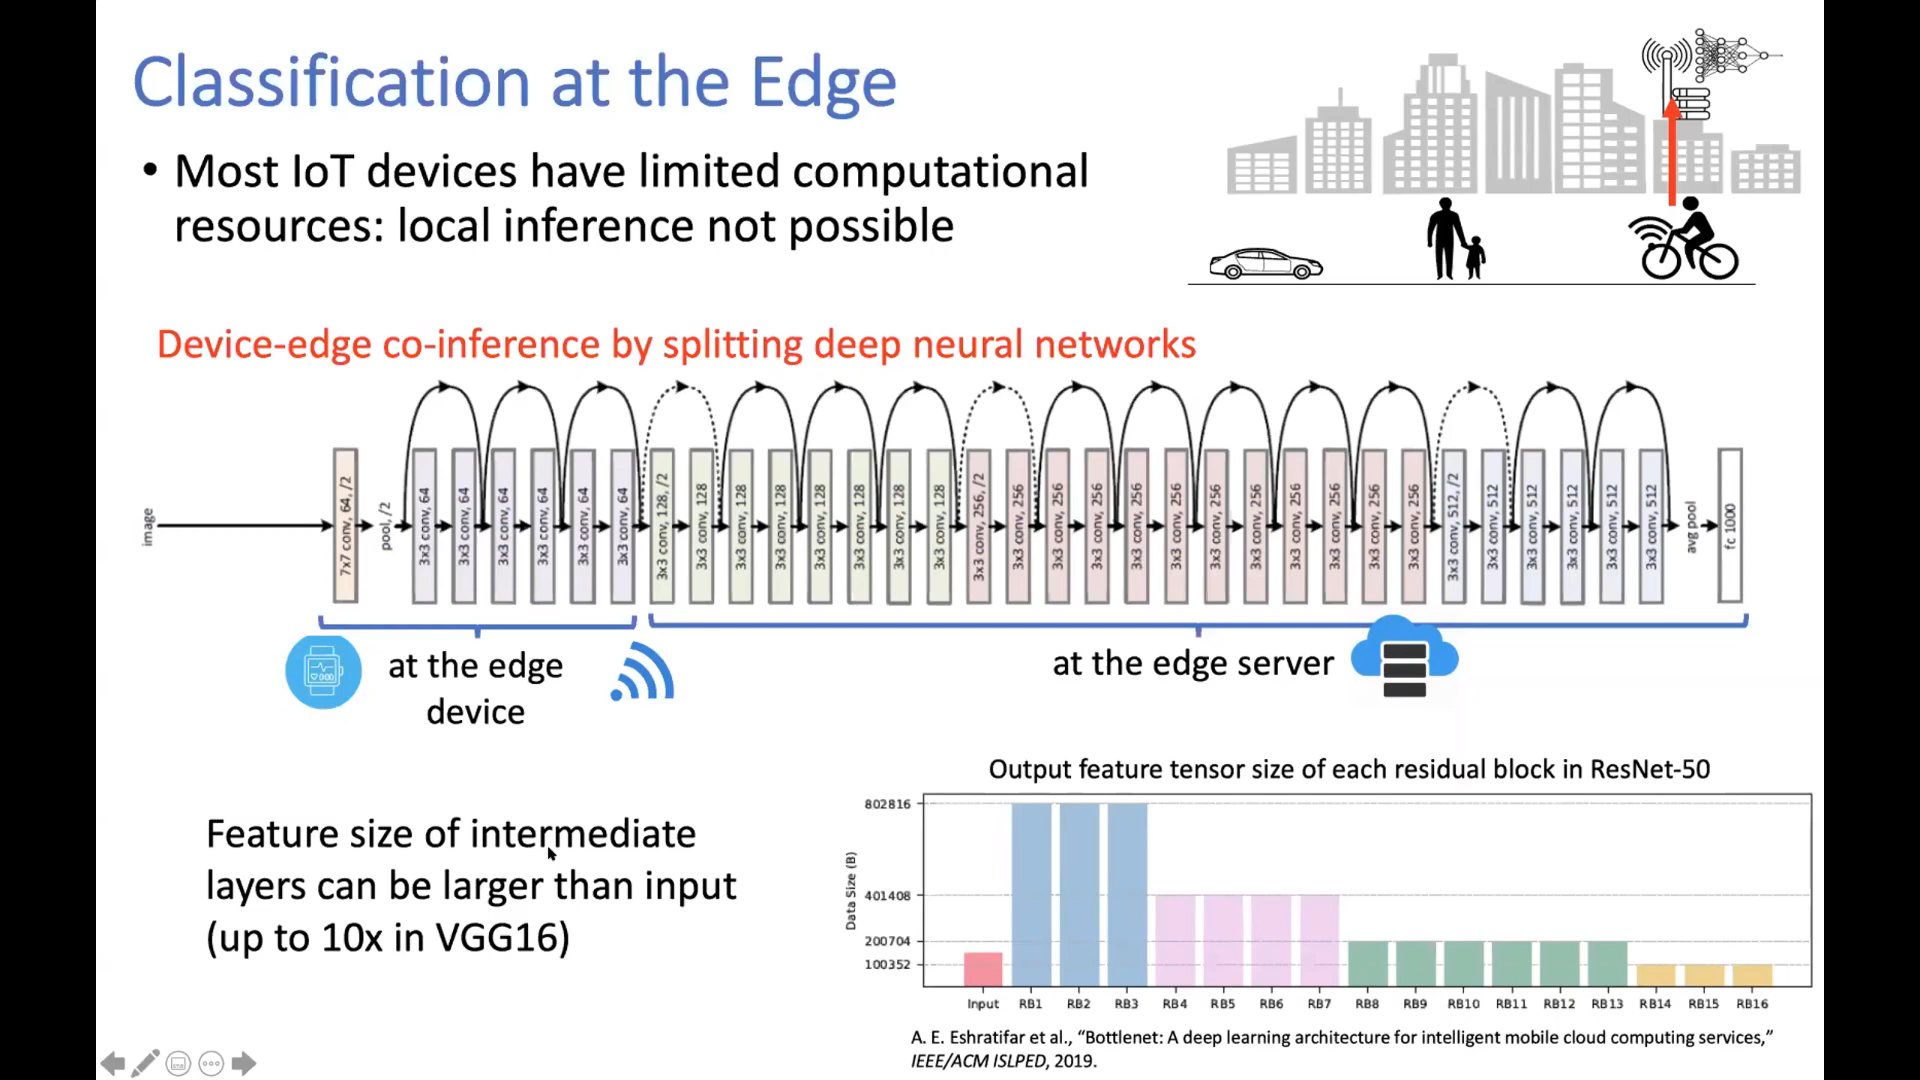 Classification at the Edge
• Most IoT devices have limited computational
resources: local inference not possible
Device-edge co-inference by splitting deep neural networks
image
7x7 conv, 64, /2
pool, /2
3x3 conv, 64
3x3 conv, 64
3x3 conv, 64
3x3 conv, 64
3x3 conv, 64
3x3 conv, 64
3x3 conv, 128, /2
3x3 conv, 128
3x3 conv, 128
3x3 conv, 128
3x3 conv, 128
3x3 conv, 128
3x3 conv, 128
3x3 conv, 128
3x3 conv, 256, /2
3x3 conv, 256
3x3 conv, 256
3x3 conv, 256
3x3 conv, 256
3x3 conv, 256
3x3 conv, 256
3x3 conv, 256
3x3 conv, 256
3x3 conv, 256
3x3 conv, 256
3x3 conv, 256
3x3 conv, 512, /2
3x3 conv, 512
3x3 conv, 512
3x3 conv, 512
3x3 conv, 512
3x3 conv, 512
avg pool
fc 1000
at the edge
device
at the edge server
Feature size of intermediate
layers can be larger than input
(up to 10x in VGG16)
Output feature tensor size of each residual block in ResNet-50
Data Size (B)
802816
401408
200704
100352
Input RB1 RB2 RB3 RB4 RB5 RB6 RB7 RB8 RB9 RB10 RB11 RB12 RB13 RB14 RB15 RB16
A. E. Eshratifar et al., “Bottlenet: A deep learning architecture for intelligent mobile cloud computing services,”
IEEE/ACM ISLPED, 2019.